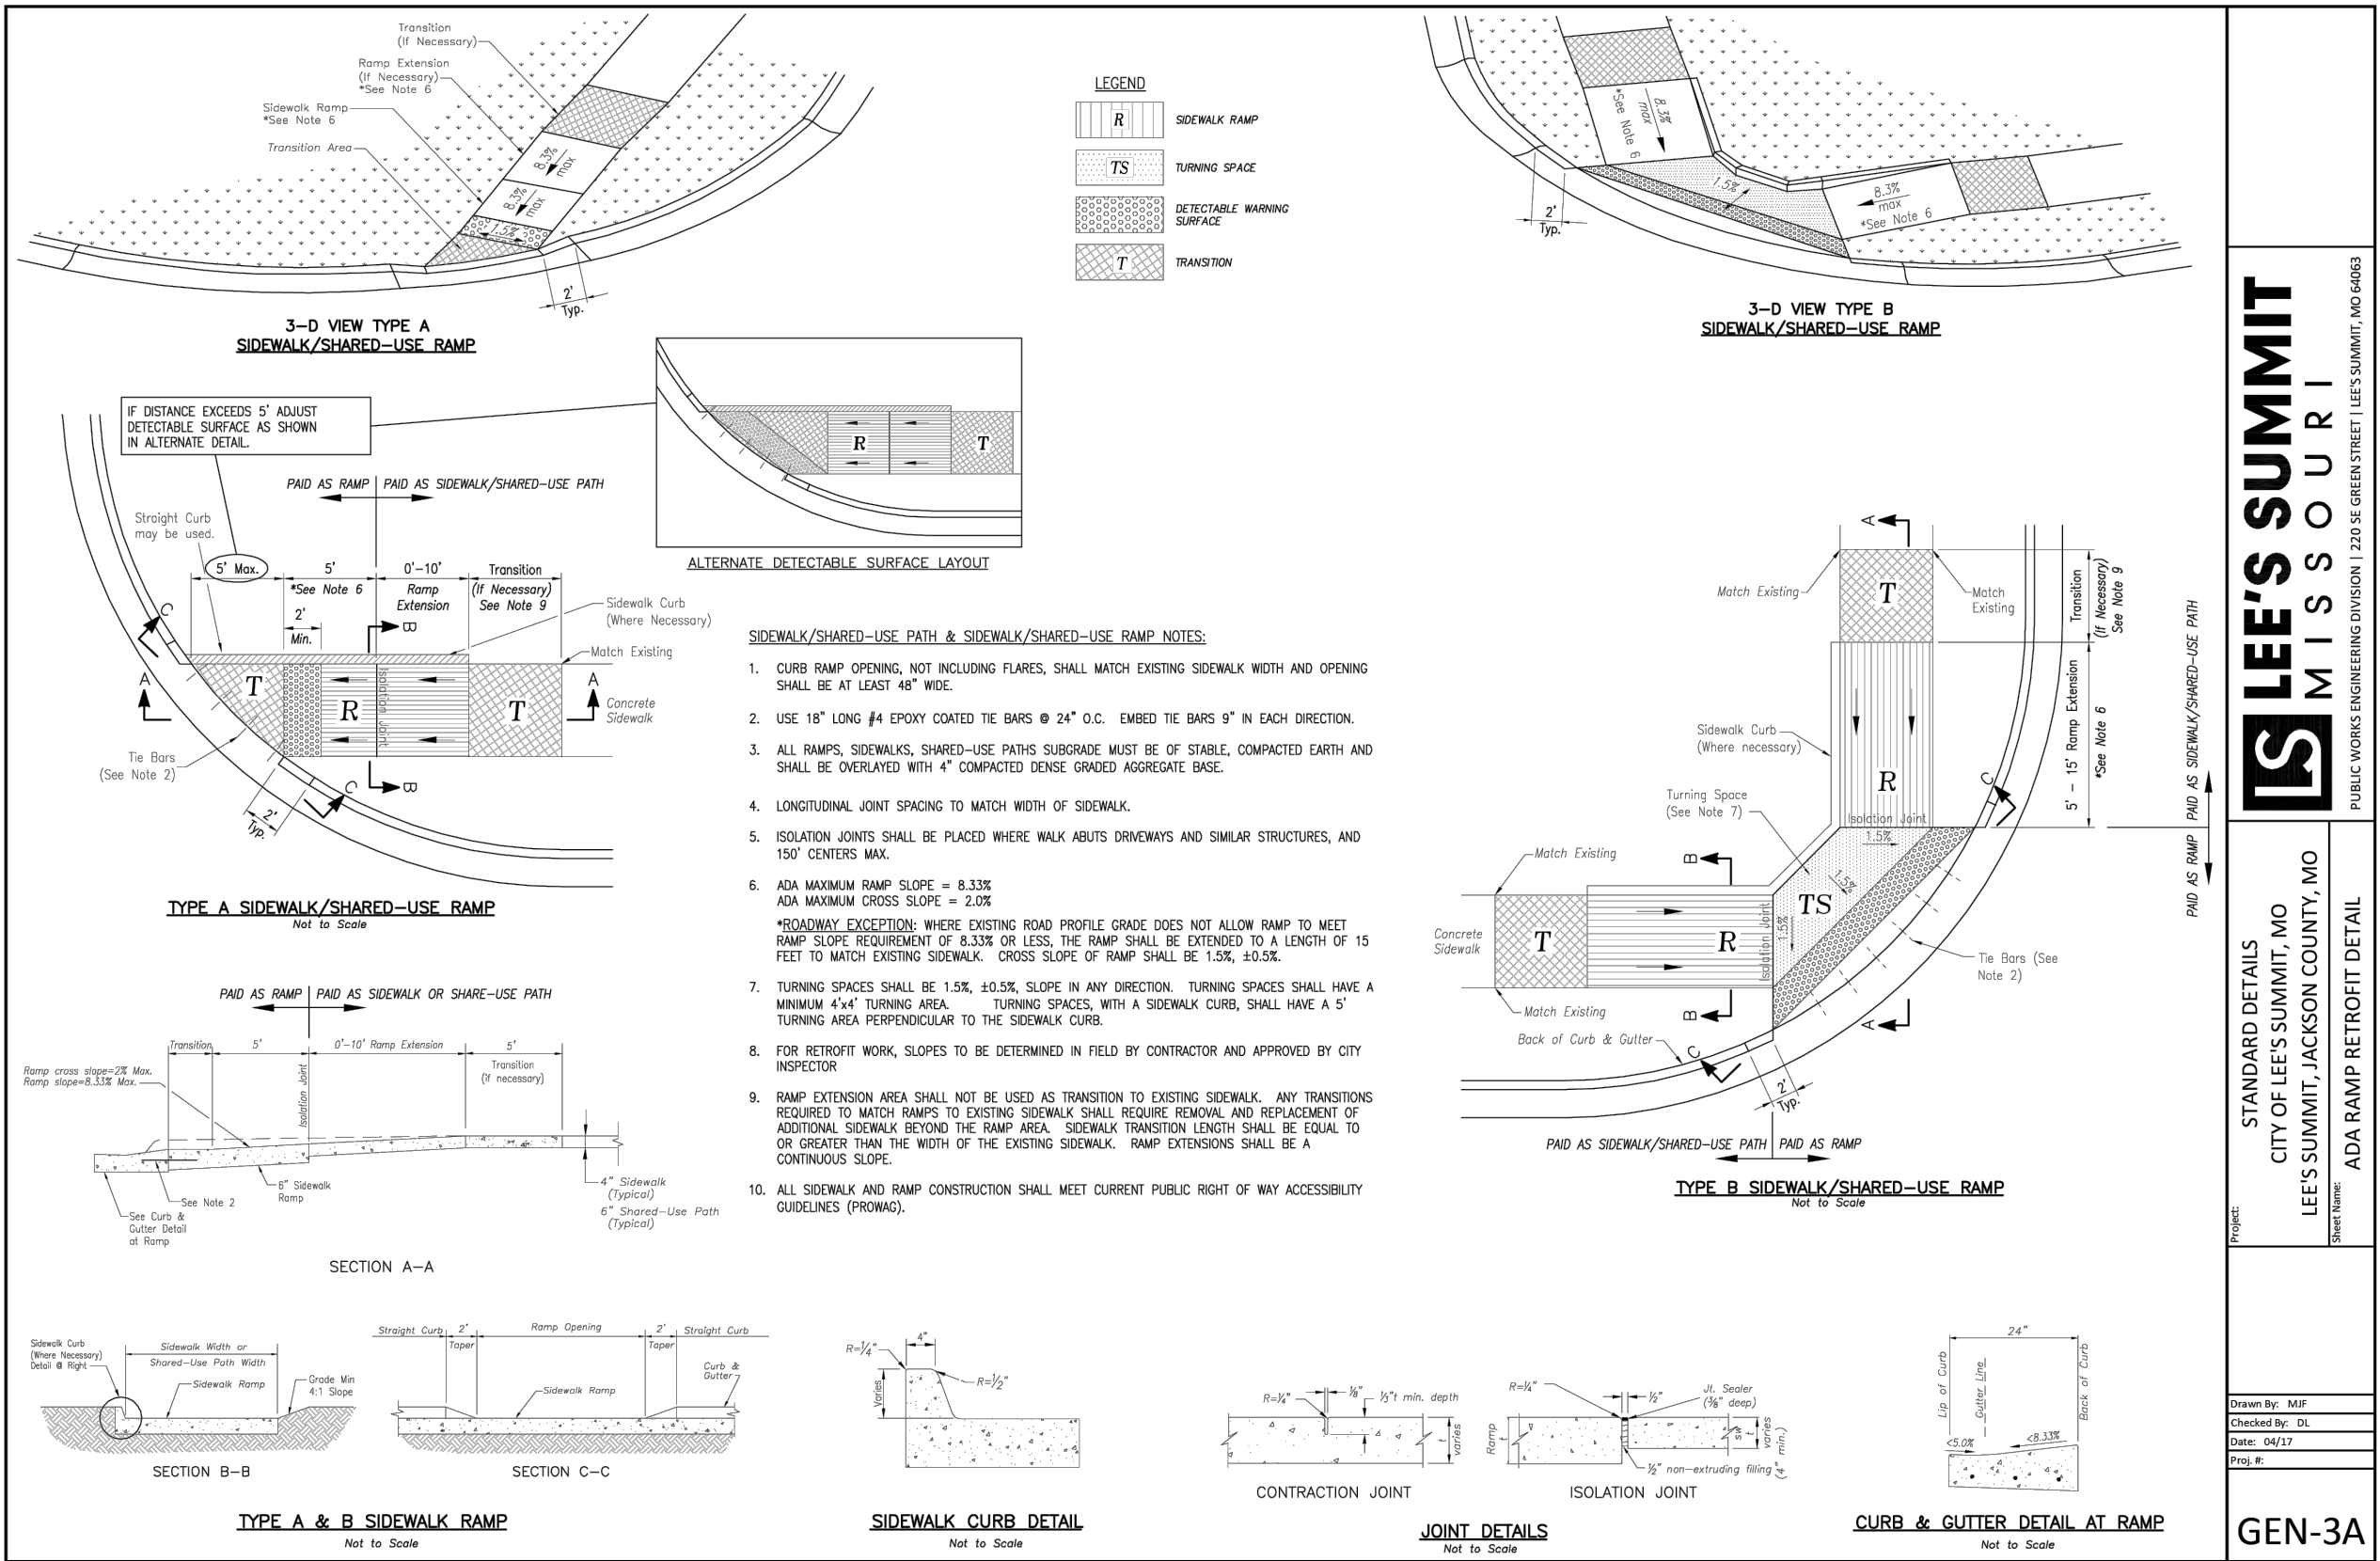 Transition
(If Necessary)
Ramp Extension
(If Necessary)
*See Note 6
Sidewalk Ramp
*See Note 6
Transition Area
8.3%
max
8.3%
max
1.5%
2'
Typ.
3-D VIEW TYPE A
SIDEWALK/SHARED-USE RAMP
LEGEND
R SIDEWALK RAMP
TS TURNING SPACE
DETECTABLE WARNING
SURFACE
T TRANSITION
8.3%
max
*See Note 6
1.5%
8.3%
max
*See Note 6
2'
Typ.
3-D VIEW TYPE B
SIDEWALK/SHARED-USE RAMP
IF DISTANCE EXCEEDS 5' ADJUST
DETECTABLE SURFACE AS SHOWN
IN ALTERNATE DETAIL.
R T
ALTERNATE DETECTABLE SURFACE LAYOUT
PAID AS RAMP PAID AS SIDEWALK/SHARED-USE PATH
Straight Curb
may be used.
5' Max.
5'
*See Note 6
2'
Min.
0'-10'
Ramp
Extension
Transition
(If Necessary)
See Note 9
Sidewalk Curb
(Where Necessary)
Match Existing
Concrete
Sidewalk
C
A
B
T
R
Isolation Joint
T
A
Tie Bars
(See Note 2)
C
B
2'
Typ.
TYPE A SIDEWALK/SHARED-USE RAMP
Not to Scale
SIDEWALK/SHARED-USE PATH & SIDEWALK/SHARED-USE RAMP NOTES:
1. CURB RAMP OPENING, NOT INCLUDING FLARES, SHALL MATCH EXISTING SIDEWALK WIDTH AND OPENING
SHALL BE AT LEAST 48" WIDE.
2. USE 18" LONG #4 EPOXY COATED TIE BARS @ 24" O.C. EMBED TIE BARS 9" IN EACH DIRECTION.
3. ALL RAMPS, SIDEWALKS, SHARED-USE PATHS SUBGRADE MUST BE OF STABLE, COMPACTED EARTH AND
SHALL BE OVERLAYED WITH 4" COMPACTED DENSE GRADED AGGREGATE BASE.
4. LONGITUDINAL JOINT SPACING TO MATCH WIDTH OF SIDEWALK.
5. ISOLATION JOINTS SHALL BE PLACED WHERE WALK ABUTS DRIVEWAYS AND SIMILAR STRUCTURES, AND
150' CENTERS MAX.
6. ADA MAXIMUM RAMP SLOPE = 8.33%
ADA MAXIMUM CROSS SLOPE = 2.0%
*ROADWAY EXCEPTION: WHERE EXISTING ROAD PROFILE GRADE DOES NOT ALLOW RAMP TO MEET
RAMP SLOPE REQUIREMENT OF 8.33% OR LESS, THE RAMP SHALL BE EXTENDED TO A LENGTH OF 15
FEET TO MATCH EXISTING SIDEWALK. CROSS SLOPE OF RAMP SHALL BE 1.5%, ±0.5%.
7. TURNING SPACES SHALL BE 1.5%, ±0.5%, SLOPE IN ANY DIRECTION. TURNING SPACES SHALL HAVE A
MINIMUM 4'x4' TURNING AREA. TURNING SPACES, WITH A SIDEWALK CURB, SHALL HAVE A 5'
TURNING AREA PERPENDICULAR TO THE SIDEWALK CURB.
8. FOR RETROFIT WORK, SLOPES TO BE DETERMINED IN FIELD BY CONTRACTOR AND APPROVED BY CITY
INSPECTOR
9. RAMP EXTENSION AREA SHALL NOT BE USED AS TRANSITION TO EXISTING SIDEWALK. ANY TRANSITIONS
REQUIRED TO MATCH RAMPS TO EXISTING SIDEWALK SHALL REQUIRE REMOVAL AND REPLACEMENT OF
ADDITIONAL SIDEWALK BEYOND THE RAMP AREA. SIDEWALK TRANSITION LENGTH SHALL BE EQUAL TO
OR GREATER THAN THE WIDTH OF THE EXISTING SIDEWALK. RAMP EXTENSIONS SHALL BE A
CONTINUOUS SLOPE.
10. ALL SIDEWALK AND RAMP CONSTRUCTION SHALL MEET CURRENT PUBLIC RIGHT OF WAY ACCESSIBILITY
GUIDELINES (PROWAG).
A
Match Existing
T
Match
Existing
Transition
(If Necessary)
See Note 9
5' - 15' Ramp Extension
*See Note 6
PAID AS RAMP PAID AS SIDEWALK/SHARED-USE PATH
Sidewalk Curb
(Where necessary)
R
C
Turning Space
(See Note 7)
Isolation Joint
1.5%
Match Existing
B
1.5%
TS
1.5%
Isolation Joint
Concrete
Sidewalk
T
R
Tie Bars (See
Note 2)
Match Existing
B
A
Back of Curb & Gutter
C
2'
Typ.
PAID AS SIDEWALK/SHARED-USE PATH PAID AS RAMP
TYPE B SIDEWALK/SHARED-USE RAMP
Not to Scale
PAID AS RAMP PAID AS SIDEWALK OR SHARE-USE PATH
Transition 5' 0'-10' Ramp Extension 5'
Transition
(if necessary)
Ramp cross slope=2% Max.
Ramp slope=8.33% Max.
Isolation Joint
See Note 2
6" Sidewalk
Ramp
See Curb &
Gutter Detail
at Ramp
4" Sidewalk
(Typical)
6" Shared-Use Path
(Typical)
SECTION A-A
Sidewalk Curb
(Where Necessary)
Detail @ Right
Sidewalk Width or
Shared-Use Path Width
Sidewalk Ramp
Grade Min
4:1 Slope
SECTION B-B
Straight Curb 2' Ramp Opening 2' Straight Curb
Taper Taper
Curb &
Gutter
Sidewalk Ramp
SECTION C-C
TYPE A & B SIDEWALK RAMP
Not to Scale
4"
R=¼"
R=½"
Varies
SIDEWALK CURB DETAIL
Not to Scale
R=¼"
⅛"
⅓"t min. depth
t
varies
CONTRACTION JOINT
R=¼"
½"
Jt. Sealer
(⅜" deep)
Ramp
t
sw
t
varies
(4" min.)
½" non-extruding filling
ISOLATION JOINT
JOINT DETAILS
Not to Scale
24"
Lip of Curb
Gutter Line
Back of Curb
<5.0%
<8.33%
CURB & GUTTER DETAIL AT RAMP
Not to Scale
LS LEE'S SUMMIT
MISSOURI
PUBLIC WORKS ENGINEERING DIVISION | 220 SE GREEN STREET | LEE'S SUMMIT, MO 64063
Project:
STANDARD DETAILS
CITY OF LEE'S SUMMIT, MO
LEE'S SUMMIT, JACKSON COUNTY, MO
Sheet Name:
ADA RAMP RETROFIT DETAIL
Drawn By: MJF
Checked By: DL
Date: 04/17
Proj. #:
GEN-3A